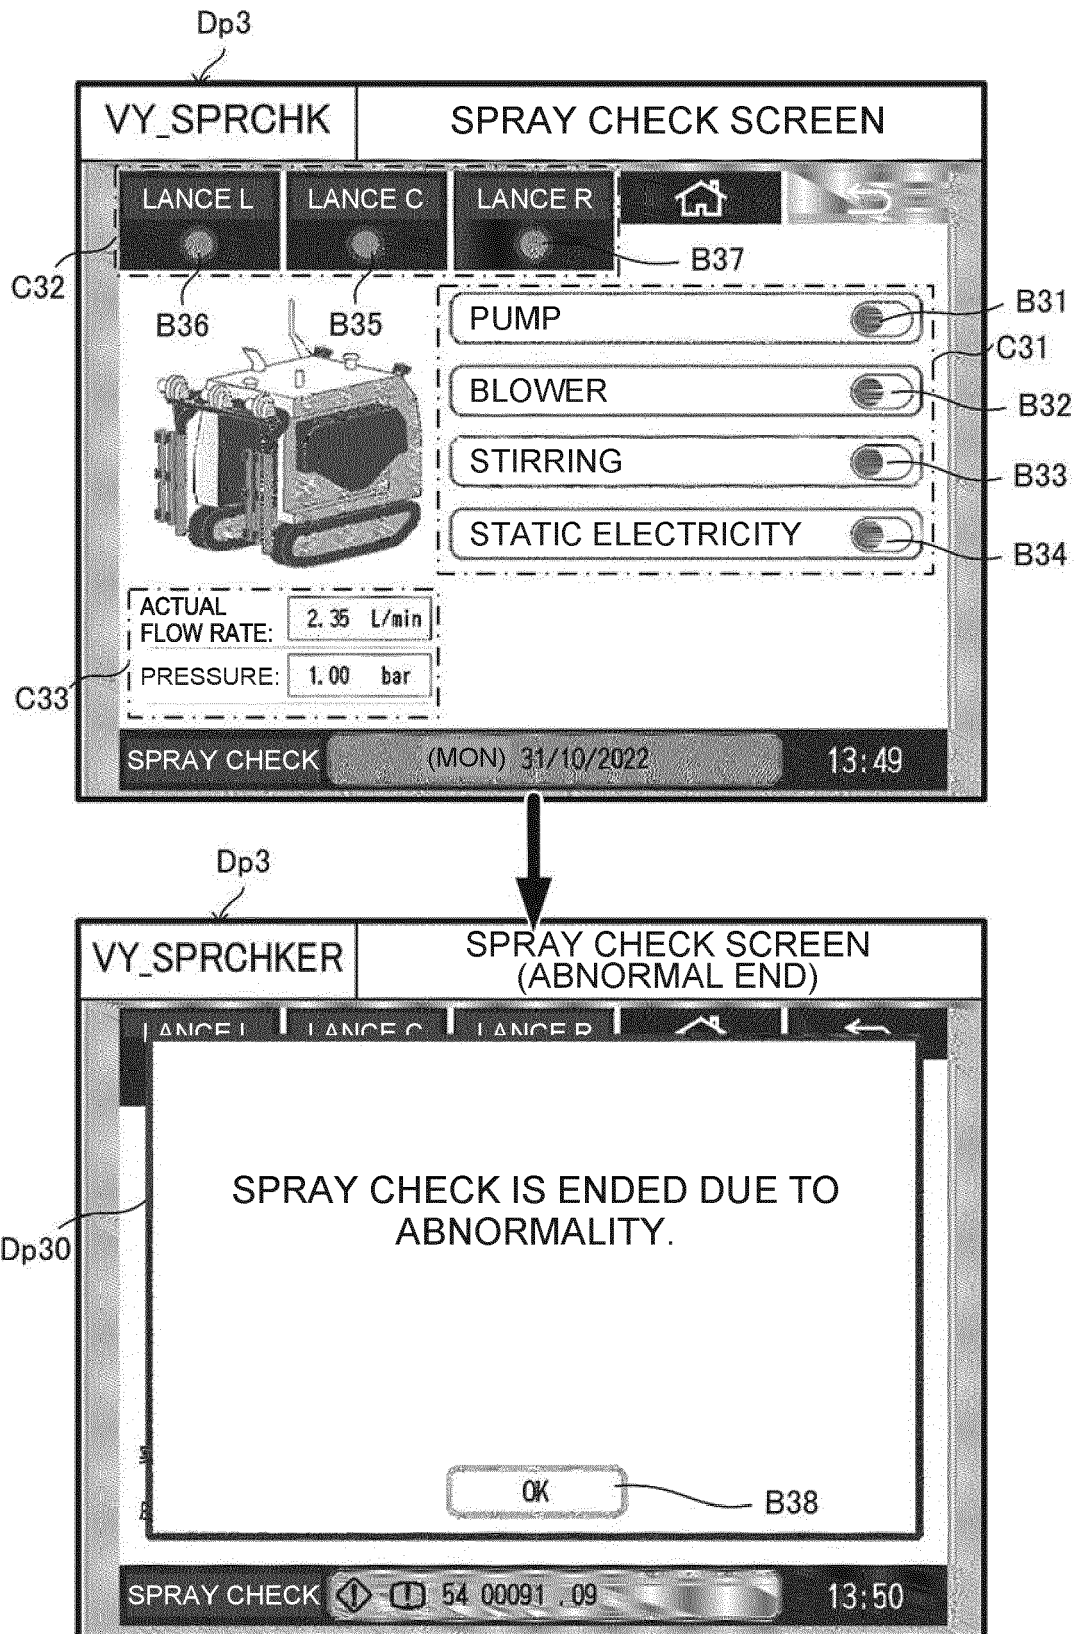 Dp3
VY_SPRCHK
SPRAY CHECK SCREEN
LANCE L
LANCE C
LANCE R
C32
B36
B35
B37
PUMP
B31
C31
BLOWER
B32
STIRRING
B33
STATIC ELECTRICITY
B34
ACTUAL
FLOW RATE:
2.35 L/min
PRESSURE:
1.00 bar
C33
SPRAY CHECK
(MON) 31/10/2022
13:49
Dp3
VY_SPRCHKER
SPRAY CHECK SCREEN
(ABNORMAL END)
LANCE L
LANCE C
LANCE R
SPRAY CHECK IS ENDED DUE TO
ABNORMALITY.
Dp30
OK
B38
SPRAY CHECK
54 00091 .09
13:50